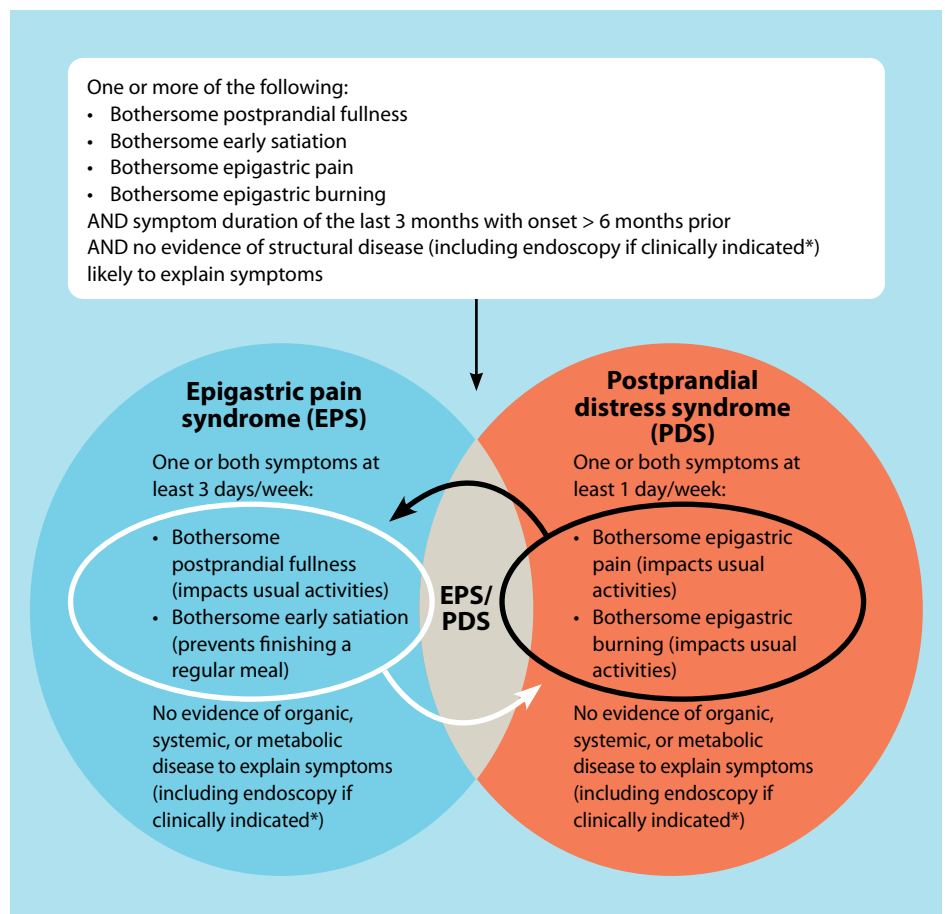 One or more of the following:
• Bothersome postprandial fullness
• Bothersome early satiation
• Bothersome epigastric pain
• Bothersome epigastric burning
AND symptom duration of the last 3 months with onset > 6 months prior
AND no evidence of structural disease (including endoscopy if clinically indicated*)
likely to explain symptoms
Epigastric pain
syndrome (EPS)
One or both symptoms at
least 3 days/week:
• Bothersome
postprandial fullness
(impacts usual activities)
• Bothersome early satiation
(prevents finishing a
regular meal)
No evidence of organic,
systemic, or metabolic
disease to explain symptoms
(including endoscopy if
clinically indicated*)
EPS/
PDS
Postprandial
distress syndrome
(PDS)
One or both symptoms at
least 1 day/week:
• Bothersome epigastric
pain (impacts usual
activities)
• Bothersome epigastric
burning (impacts usual
activities)
No evidence of organic,
systemic, or metabolic
disease to explain symptoms
(including endoscopy if
clinically indicated*)